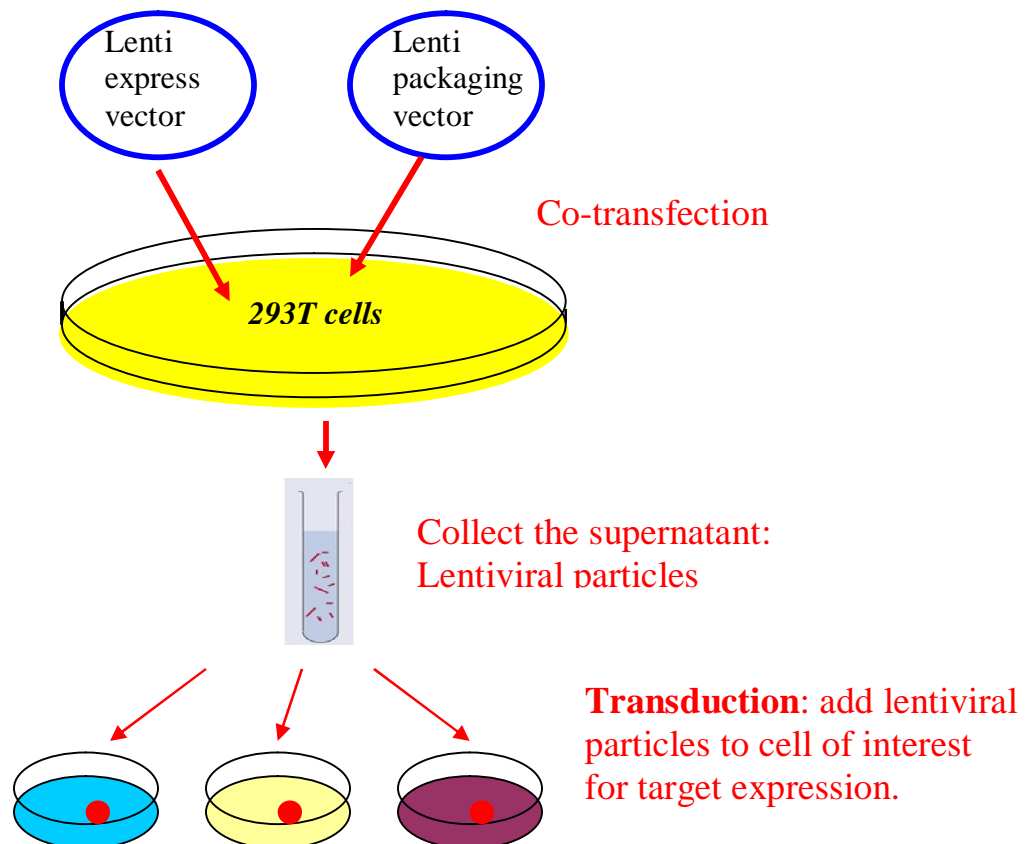 Lenti
express
vector
Lenti
packaging
vector
Co-transfection
293T cells
Collect the supernatant:
Lentiviral particles
Transduction: add lentiviral
particles to cell of interest
for target expression.